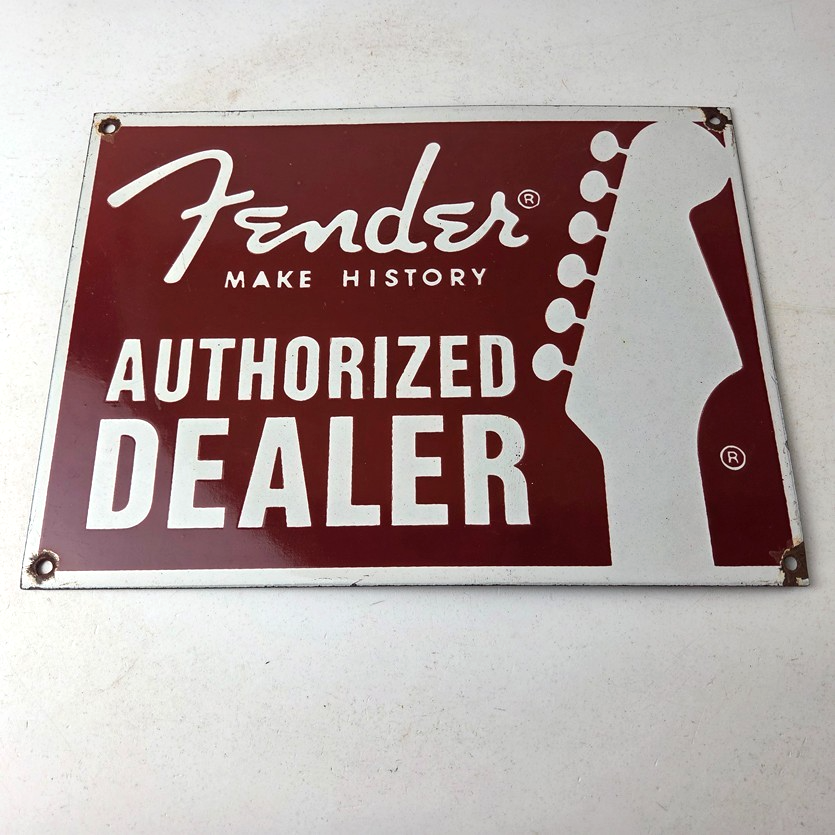 Fender®
MAKE HISTORY
AUTHORIZED
DEALER
®